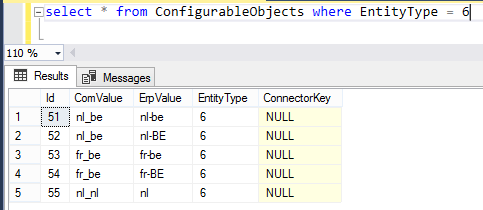 select * from ConfigurableObjects where EntityType = 6
110 %
Results Messages
Id ComValue ErpValue EntityType ConnectorKey
1 51 nl_be nl-be 6 NULL
2 52 nl_be nl-BE 6 NULL
3 53 fr_be fr-be 6 NULL
4 54 fr_be fr-BE 6 NULL
5 55 nl_nl nl 6 NULL